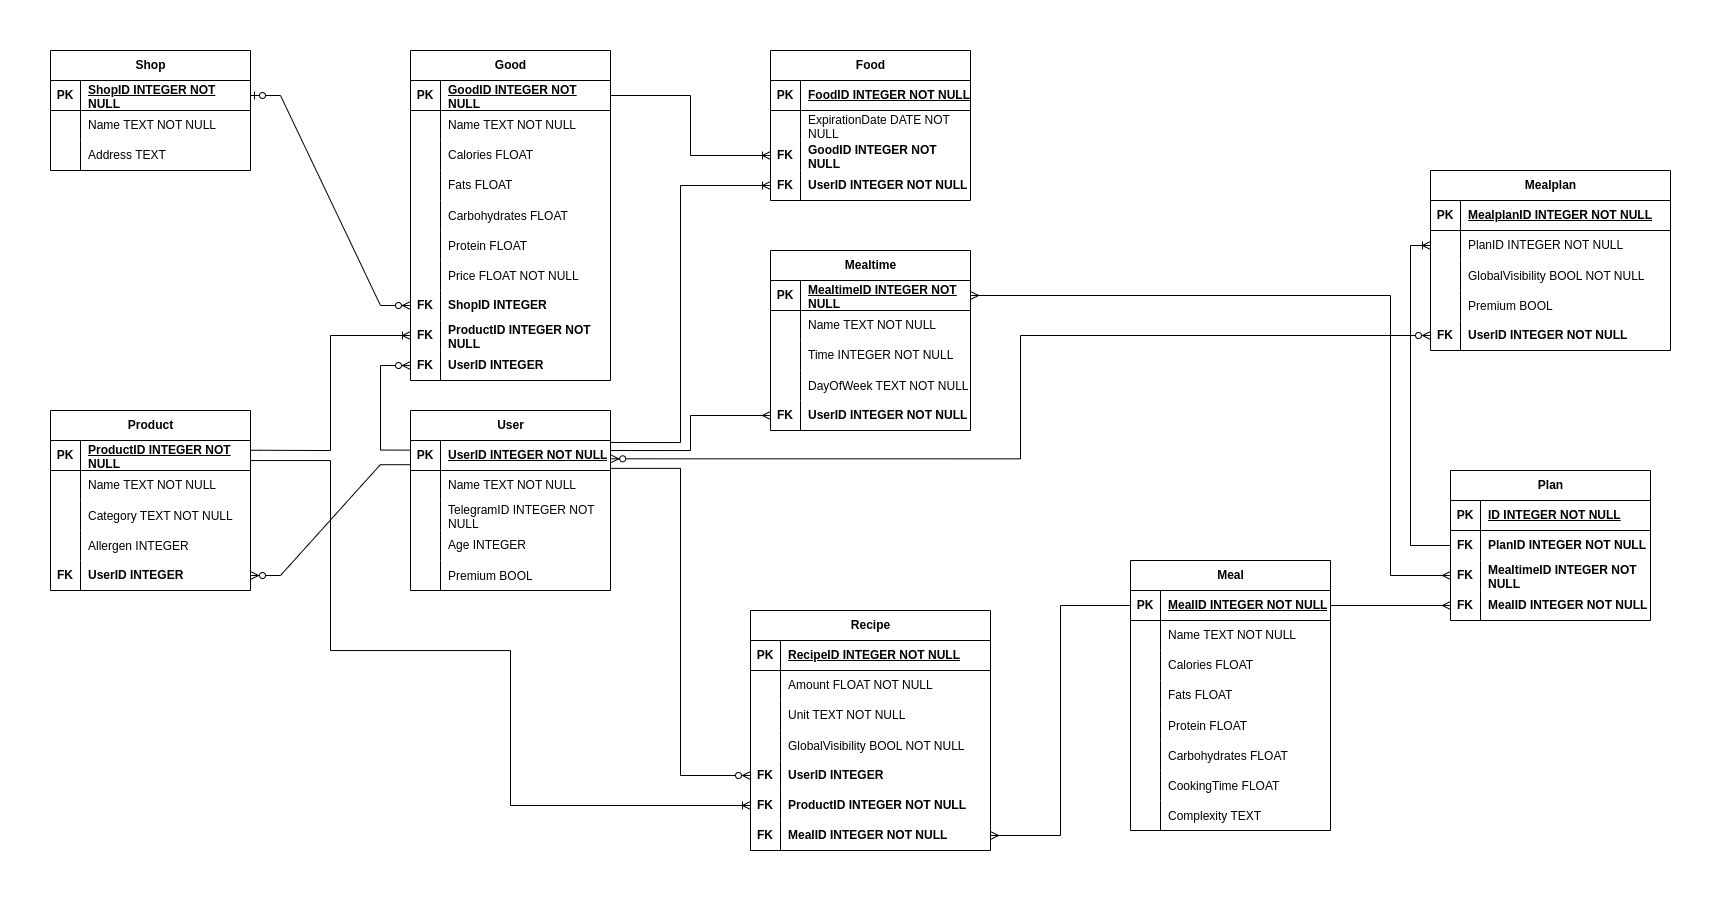 Shop
PK ShopID INTEGER NOT
NULL
Name TEXT NOT NULL
Address TEXT
Good
PK GoodID INTEGER NOT
NULL
Name TEXT NOT NULL
Calories FLOAT
Fats FLOAT
Carbohydrates FLOAT
Protein FLOAT
Price FLOAT NOT NULL
FK ShopID INTEGER
FK ProductID INTEGER NOT
NULL
FK UserID INTEGER
Food
PK FoodID INTEGER NOT NULL
ExpirationDate DATE NOT
NULL
FK GoodID INTEGER NOT
NULL
FK UserID INTEGER NOT NULL
Mealtime
PK MealtimeID INTEGER NOT
NULL
Name TEXT NOT NULL
Time INTEGER NOT NULL
DayOfWeek TEXT NOT NULL
FK UserID INTEGER NOT NULL
Mealplan
PK MealplanID INTEGER NOT NULL
PlanID INTEGER NOT NULL
GlobalVisibility BOOL NOT NULL
Premium BOOL
FK UserID INTEGER NOT NULL
Product
PK ProductID INTEGER NOT
NULL
Name TEXT NOT NULL
Category TEXT NOT NULL
Allergen INTEGER
FK UserID INTEGER
User
PK UserID INTEGER NOT NULL
Name TEXT NOT NULL
TelegramID INTEGER NOT
NULL
Age INTEGER
Premium BOOL
Plan
PK ID INTEGER NOT NULL
FK PlanID INTEGER NOT NULL
FK MealtimeID INTEGER NOT
NULL
FK MealID INTEGER NOT NULL
Meal
PK MealID INTEGER NOT NULL
Name TEXT NOT NULL
Calories FLOAT
Fats FLOAT
Protein FLOAT
Carbohydrates FLOAT
CookingTime FLOAT
Complexity TEXT
Recipe
PK RecipeID INTEGER NOT NULL
Amount FLOAT NOT NULL
Unit TEXT NOT NULL
GlobalVisibility BOOL NOT NULL
FK UserID INTEGER
FK ProductID INTEGER NOT NULL
FK MealID INTEGER NOT NULL